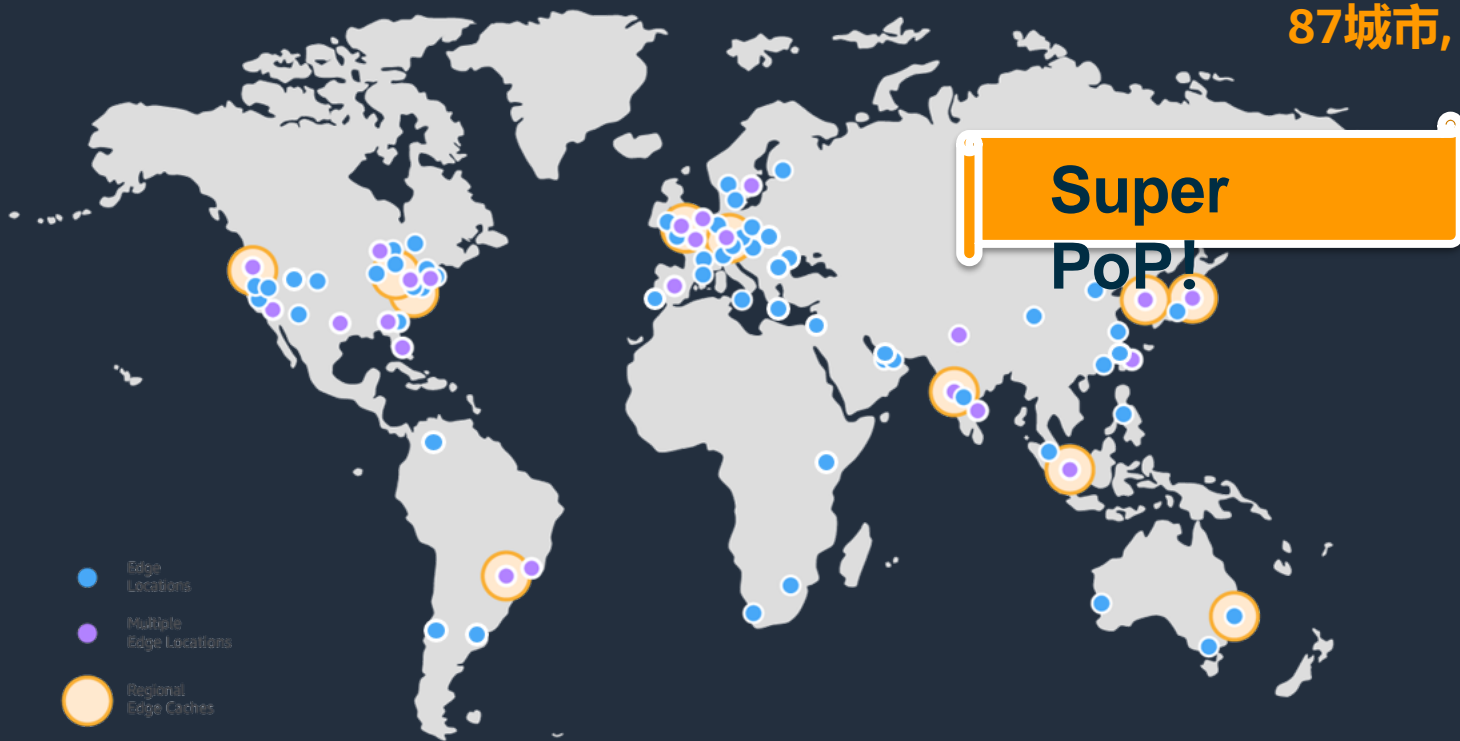 87城市,
Super
PoP!
Edge
Locations
Multiple
Edge Locations
Regional
Edge Caches